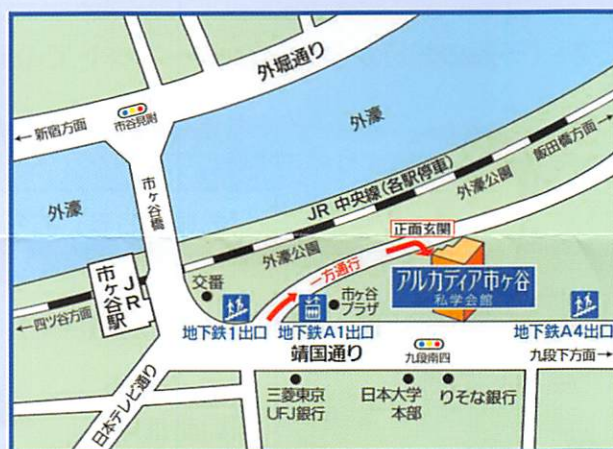 外堀通り
←新宿方面
市谷見附
外濠
飯田橋方面→
市ヶ谷橋
JR 中央線(各駅停車)
外濠公園
外濠
正面玄関
外濠公園
一方通行
JR
市ヶ谷駅
交番
市ヶ谷
プラザ
アルカディア市ヶ谷
私学会館
←四ツ谷方面
地下鉄1出口
地下鉄A1出口
地下鉄A4出口
靖国通り
九段南四
九段下方面→
日本テレビ通り
三菱東京
UFJ銀行
日本大学
本部
りそな銀行